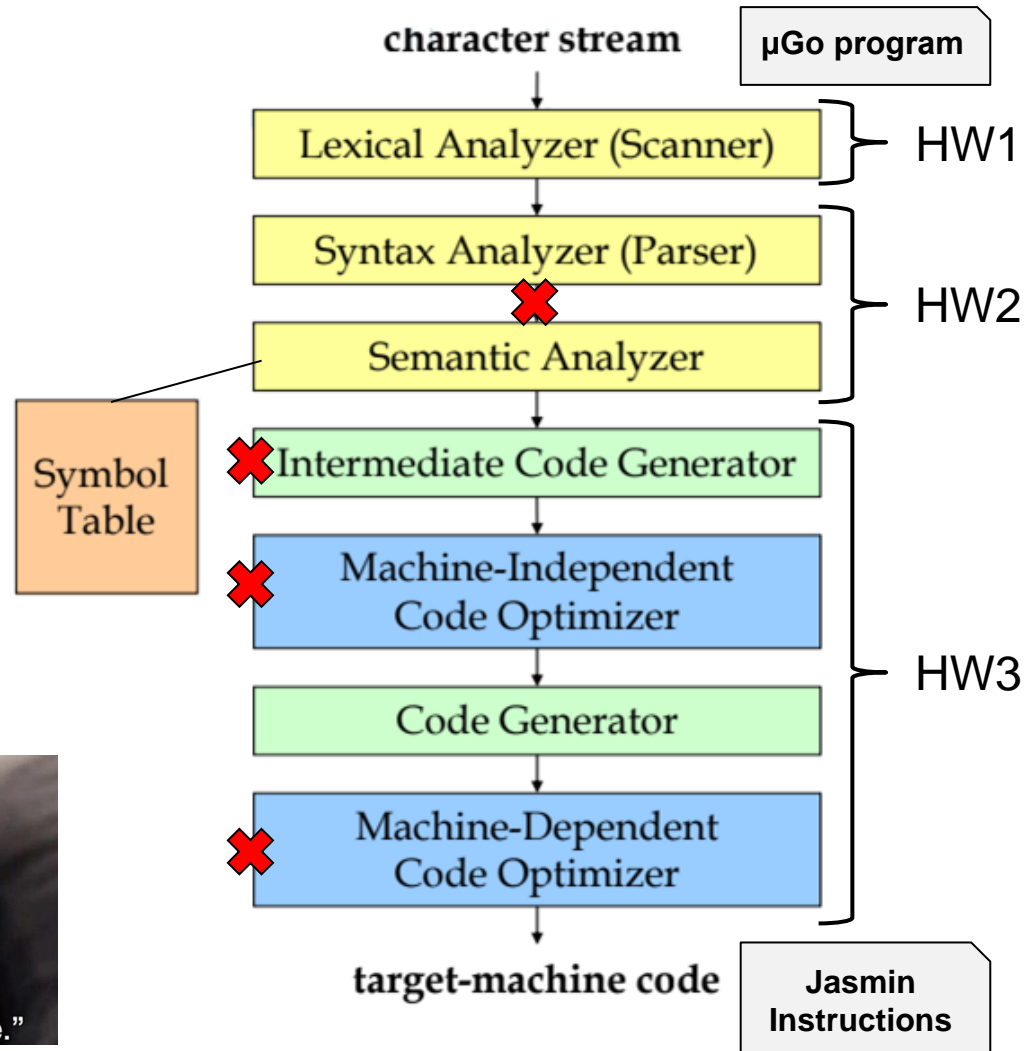 character stream
µGo program
Lexical Analyzer (Scanner)
HW1
Syntax Analyzer (Parser)
HW2
Semantic Analyzer
Symbol
Table
Intermediate Code Generator
Machine-Independent
Code Optimizer
HW3
Code Generator
Machine-Dependent
Code Optimizer
target-machine code
Jasmin
Instructions